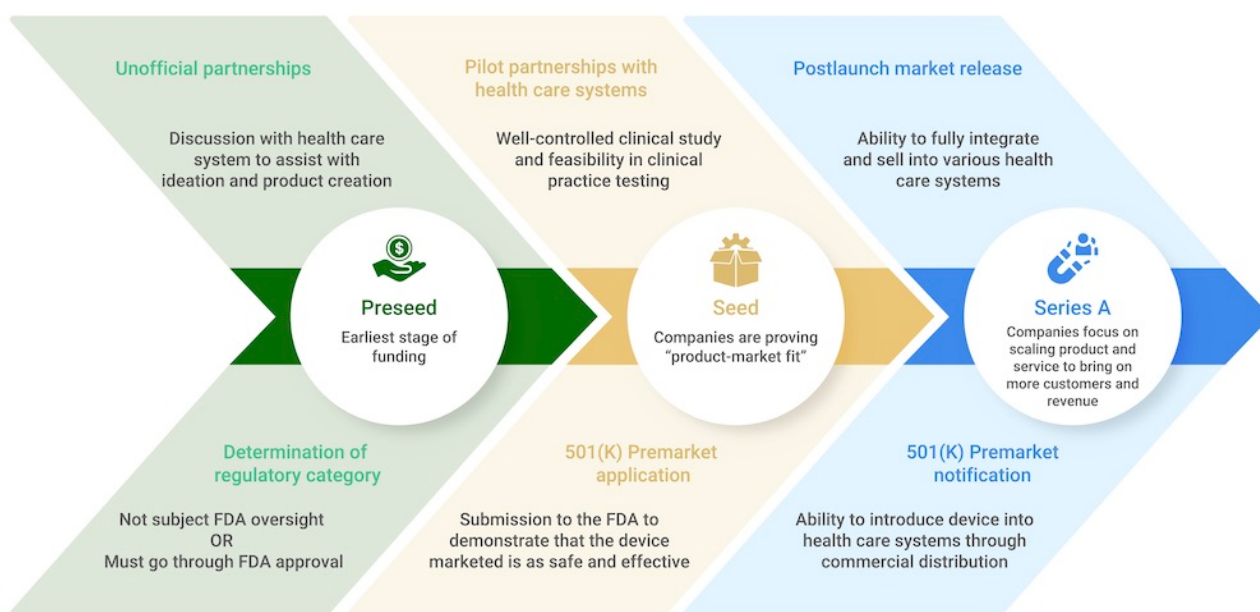 Unofficial partnerships
Discussion with health care
system to assist with
ideation and product creation
Preseed
Earliest stage of
funding
Determination of
regulatory category
Not subject FDA oversight
OR
Must go through FDA approval
Pilot partnerships with
health care systems
Well-controlled clinical study
and feasibility in clinical
practice testing
Seed
Companies are proving
“product-market fit”
501(K) Premarket
application
Submission to the FDA to
demonstrate that the device
marketed is as safe and effective
Postlaunch market release
Ability to fully integrate
and sell into various health
care systems
Series A
Companies focus on
scaling product and
service to bring on
more customers and
revenue
501(K) Premarket
notification
Ability to introduce device into
health care systems through
commercial distribution